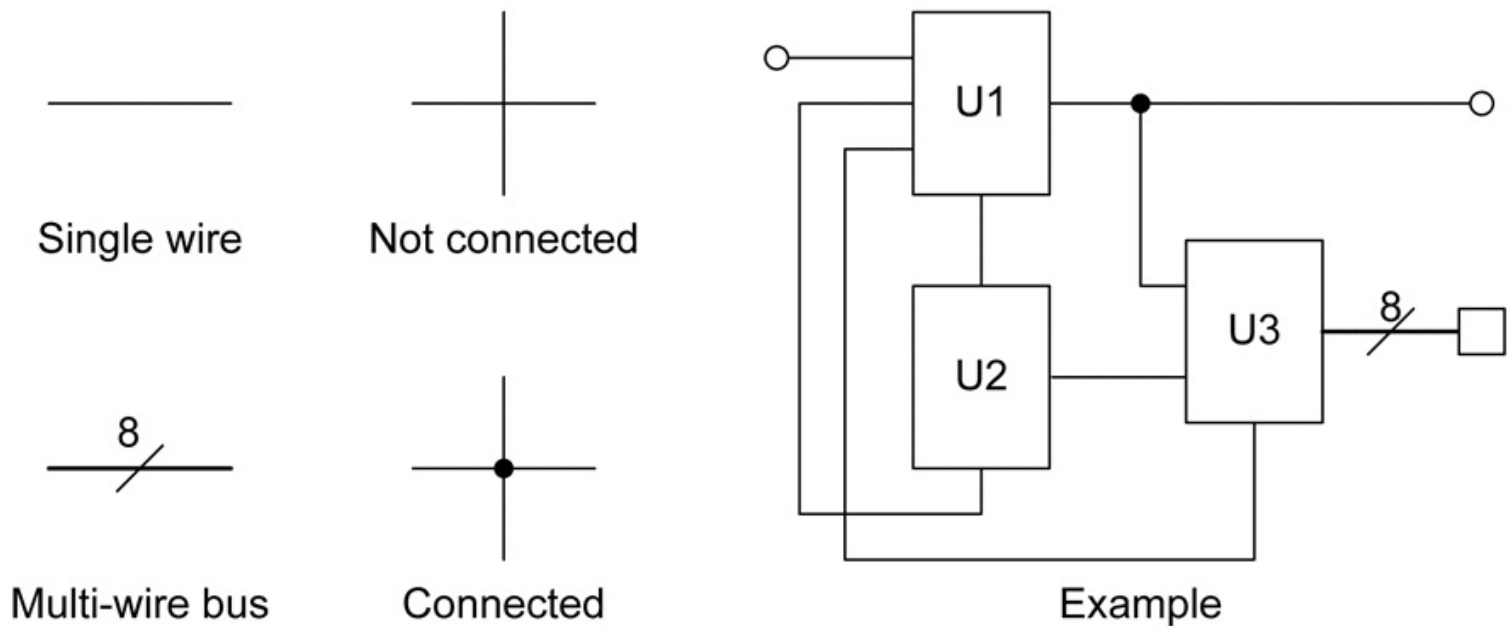 Single wire
Not connected
8
Multi-wire bus
Connected
U1
U2
U3
8
Example